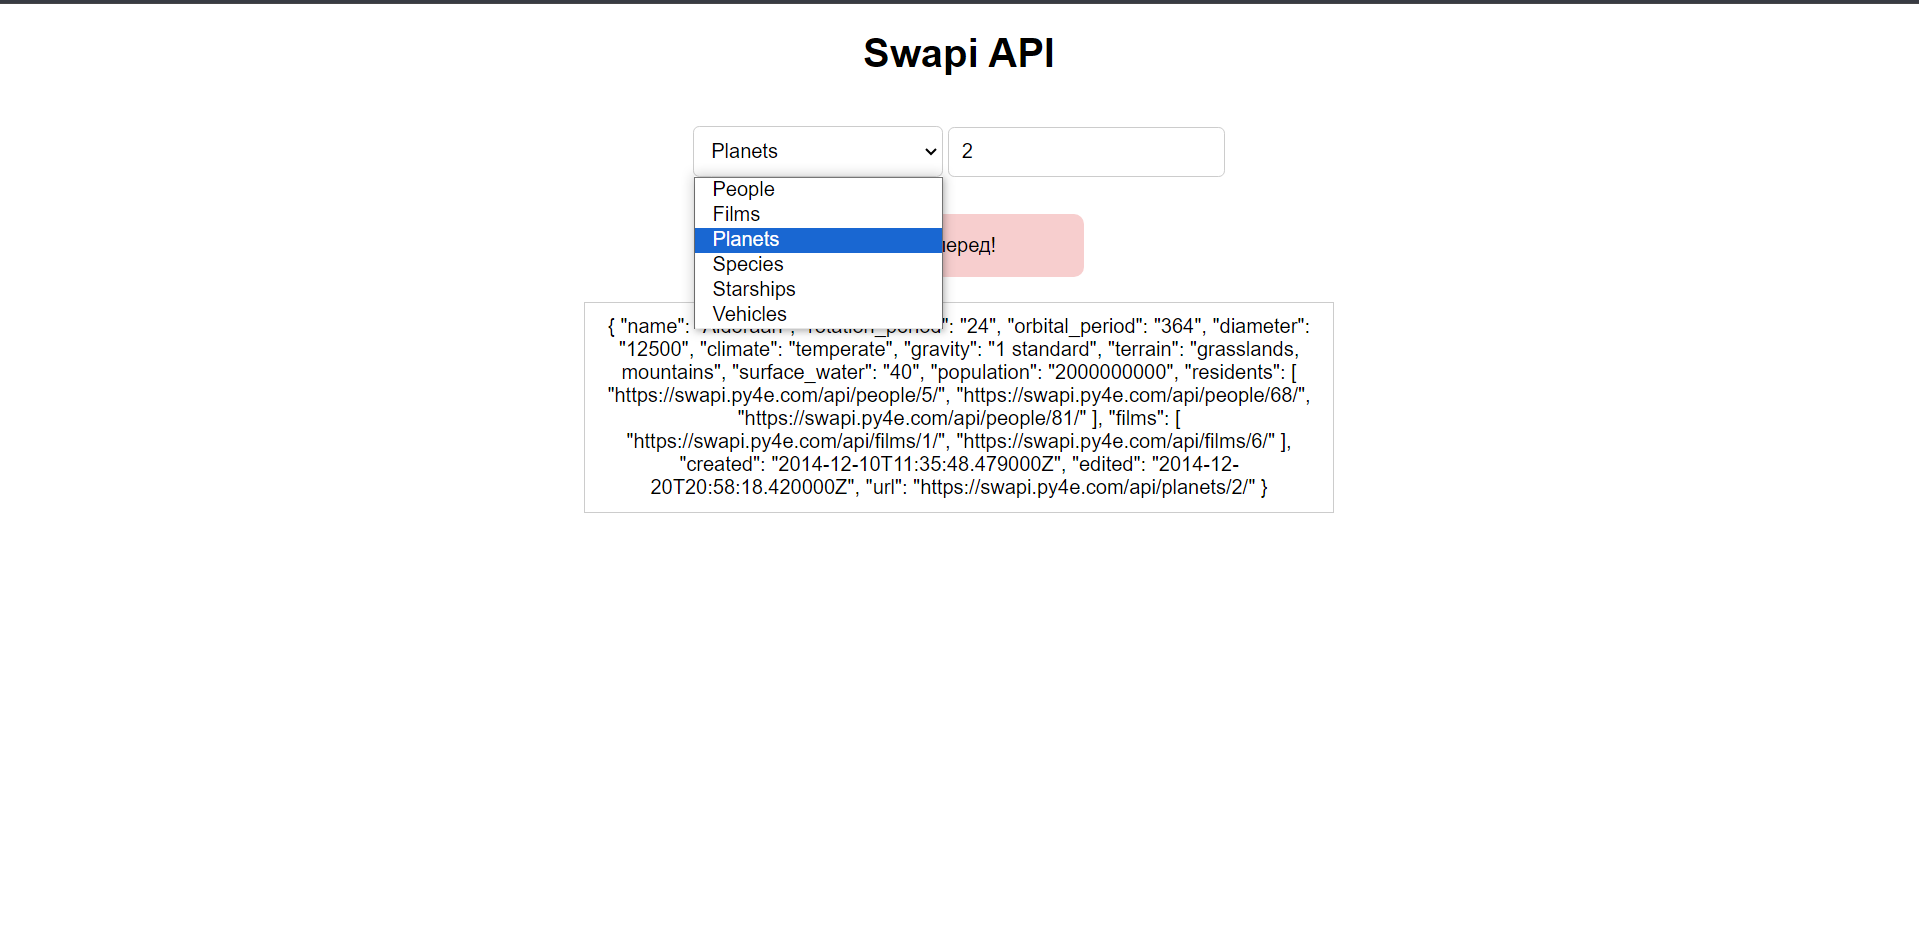 Swapi API
Planets
2
People
Films
Planets
Species
Starships
Vehicles
перед!
{ "name": "Alderaan", "rotation_period": "24", "orbital_period": "364", "diameter":
"12500", "climate": "temperate", "gravity": "1 standard", "terrain": "grasslands,
mountains", "surface_water": "40", "population": "2000000000", "residents": [
"https://swapi.py4e.com/api/people/5/", "https://swapi.py4e.com/api/people/68/",
"https://swapi.py4e.com/api/people/81/" ], "films": [
"https://swapi.py4e.com/api/films/1/", "https://swapi.py4e.com/api/films/6/" ],
"created": "2014-12-10T11:35:48.479000Z", "edited": "2014-12-
20T20:58:18.420000Z", "url": "https://swapi.py4e.com/api/planets/2/" }